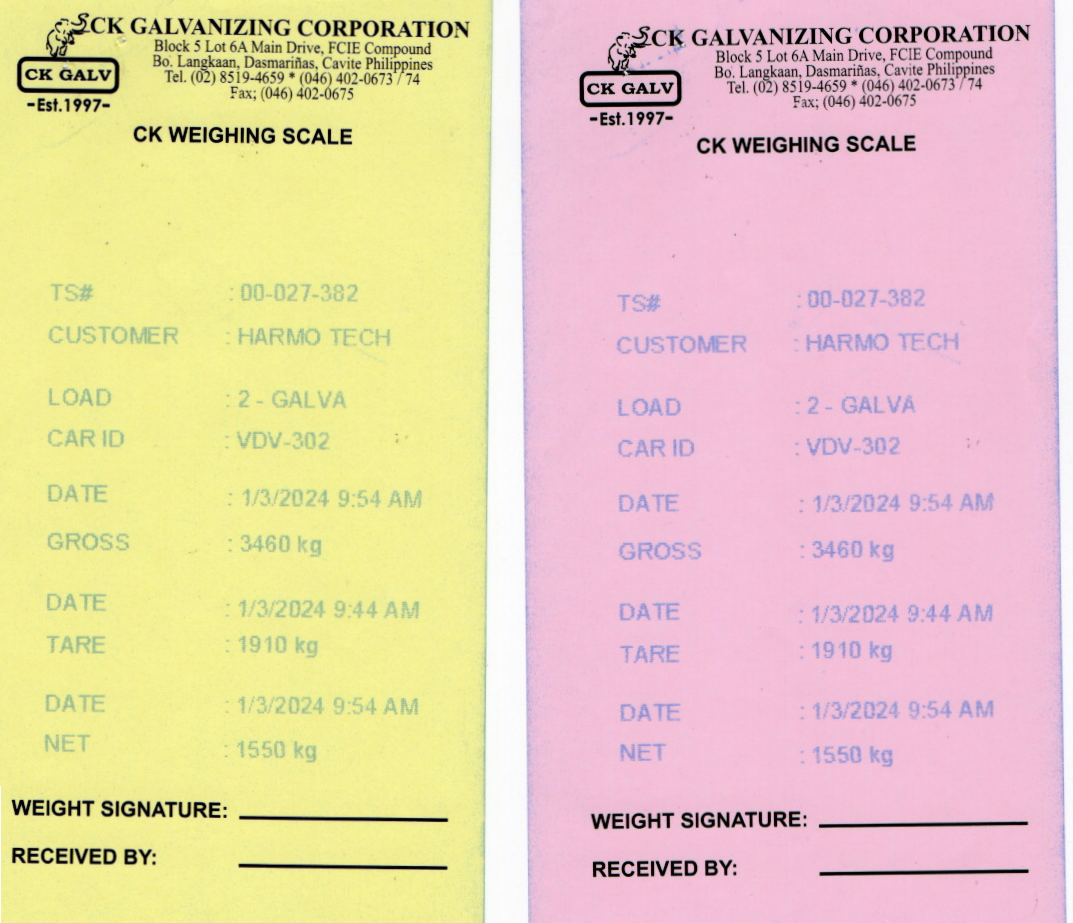 CK GALVANIZING CORPORATION
Block 5 Lot 6A Main Drive, FCIE Compound
Bo. Langkaan, Dasmariñas, Cavite Philippines
Tel. (02) 8519-4659 * (046) 402-0673 / 74
Fax; (046) 402-0675
CK GALV
-Est.1997-
CK WEIGHING SCALE
TS# : 00-027-382
CUSTOMER : HARMO TECH
LOAD : 2 - GALVA
CAR ID : VDV-302
DATE : 1/3/2024 9:54 AM
GROSS : 3460 kg
DATE : 1/3/2024 9:44 AM
TARE : 1910 kg
DATE : 1/3/2024 9:54 AM
NET : 1550 kg
WEIGHT SIGNATURE:
RECEIVED BY:
CK GALVANIZING CORPORATION
Block 5 Lot 6A Main Drive, FCIE Compound
Bo. Langkaan, Dasmariñas, Cavite Philippines
Tel. (02) 8519-4659 * (046) 402-0673 / 74
Fax; (046) 402-0675
CK GALV
-Est.1997-
CK WEIGHING SCALE
TS# : 00-027-382
CUSTOMER : HARMO TECH
LOAD : 2 - GALVA
CAR ID : VDV-302
DATE : 1/3/2024 9:54 AM
GROSS : 3460 kg
DATE : 1/3/2024 9:44 AM
TARE : 1910 kg
DATE : 1/3/2024 9:54 AM
NET : 1550 kg
WEIGHT SIGNATURE:
RECEIVED BY: